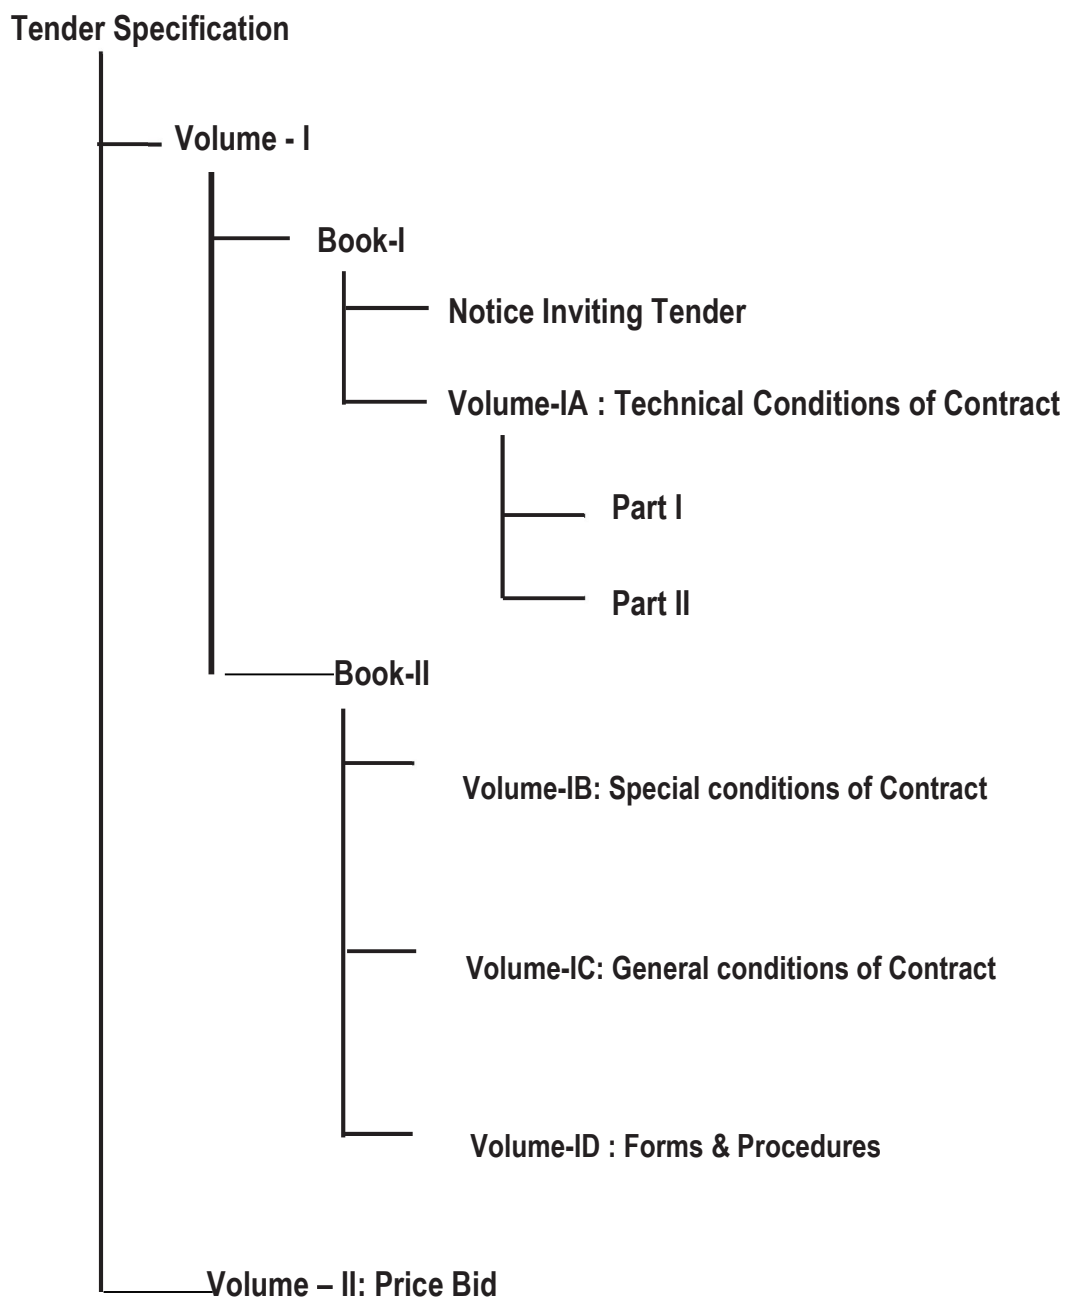 Tender Specification
Volume - I
Book-I
Notice Inviting Tender
Volume-IA : Technical Conditions of Contract
Part I
Part II
Book-II
Volume-IB: Special conditions of Contract
Volume-IC: General conditions of Contract
Volume-ID : Forms & Procedures
Volume – II: Price Bid